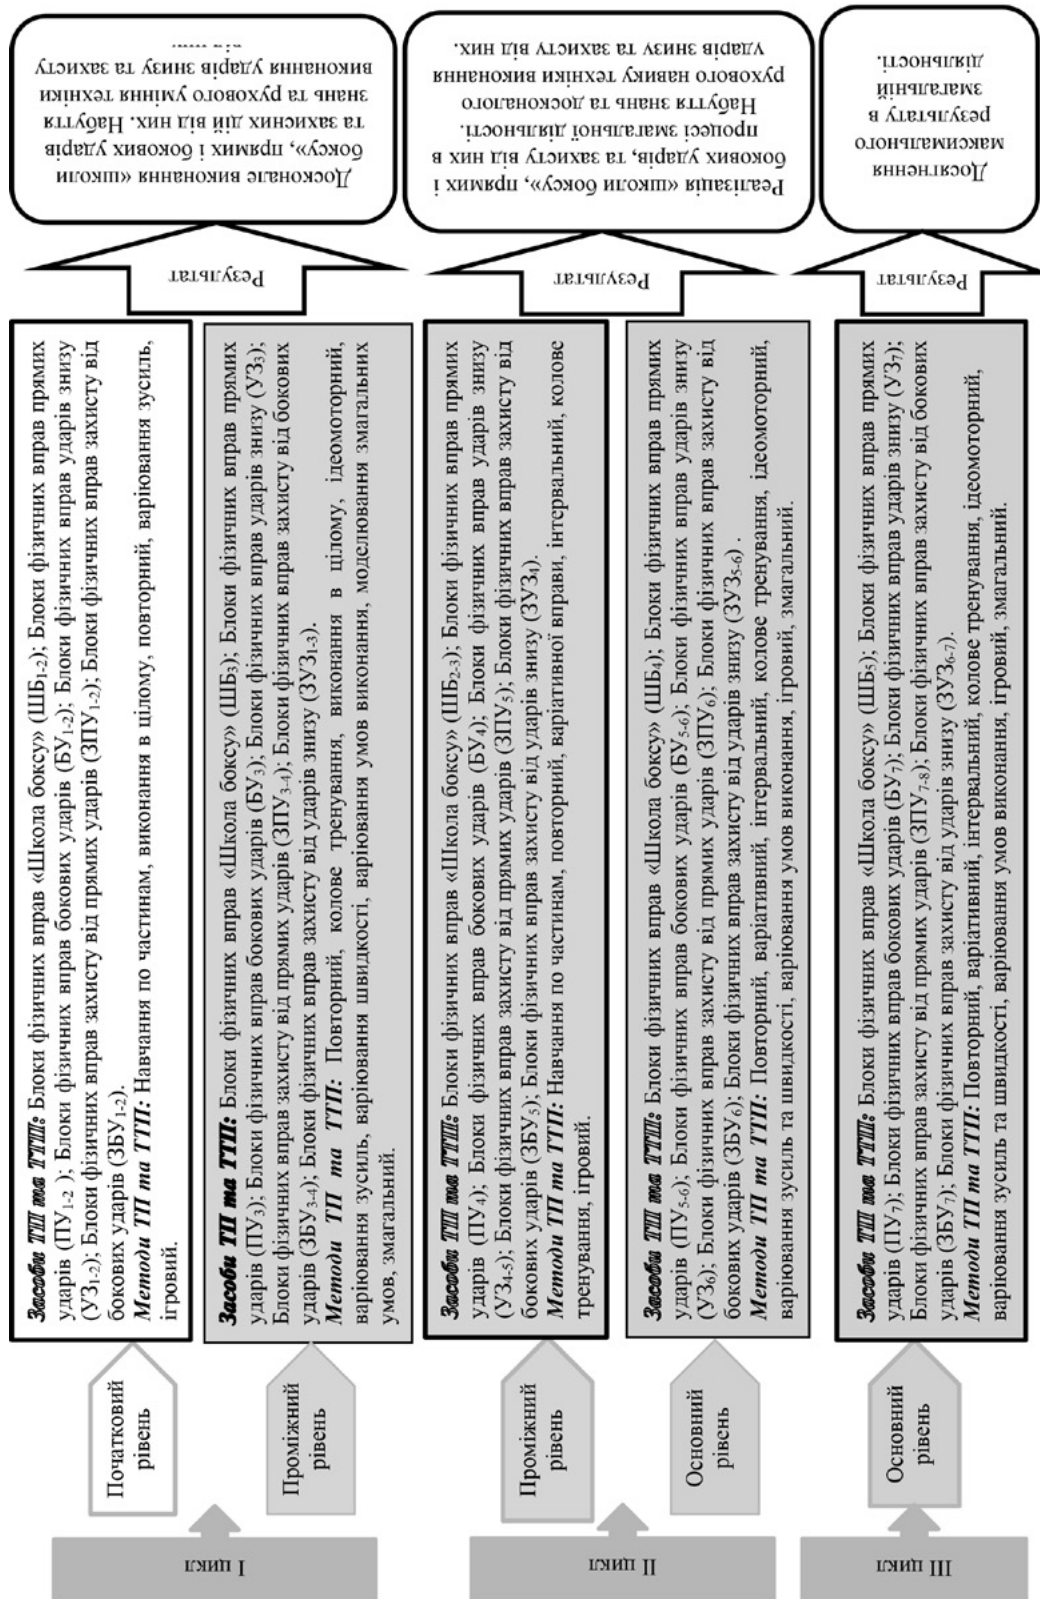 І цикл
Початковий
рівень
Засоби ТП та ТТП: Блоки фізичних вправ «Школа боксу» (ШБ1-2); Блоки фізичних вправ прямих
ударів (ПУ1-2 ); Блоки фізичних вправ бокових ударів (БУ1-2); Блоки фізичних вправ ударів знизу
(УЗ1-2); Блоки фізичних вправ захисту від прямих ударів (ЗПУ1-2); Блоки фізичних вправ захисту від
бокових ударів (ЗБУ1-2).
Методи ТП та ТТП: Навчання по частинам, виконання в цілому, повторний, варіювання зусиль,
ігровий.
Проміжний
рівень
Засоби ТП та ТТП: Блоки фізичних вправ «Школа боксу» (ШБ3); Блоки фізичних вправ прямих
ударів (ПУ3); Блоки фізичних вправ бокових ударів (БУ3); Блоки фізичних вправ ударів знизу (УЗ3);
Блоки фізичних вправ захисту від прямих ударів (ЗПУ3-4); Блоки фізичних вправ захисту від бокових
ударів (ЗБУ3-4); Блоки фізичних вправ захисту від ударів знизу (ЗУЗ1-3).
Методи ТП та ТТП: Повторний, колове тренування, виконання в цілому, ідеомоторний,
варіювання зусиль, варіювання швидкості, варіювання умов виконання, моделювання змагальних
умов, змагальний.
Результат
Досконале виконання «школи
боксу», прямих і бокових ударів
та захисних дій від них. Набуття
знань та рухового уміння техніки
виконання ударів знизу та захисту
від них
ІІ цикл
Проміжний
рівень
Засоби ТП та ТТП: Блоки фізичних вправ «Школа боксу» (ШБ2-3); Блоки фізичних вправ прямих
ударів (ПУ4); Блоки фізичних вправ бокових ударів (БУ4); Блоки фізичних вправ ударів знизу
(УЗ4-5); Блоки фізичних вправ захисту від прямих ударів (ЗПУ5); Блоки фізичних вправ захисту від
бокових ударів (ЗБУ5); Блоки фізичних вправ захисту від ударів знизу (ЗУЗ4).
Методи ТП та ТТП: Навчання по частинам, повторний, варіативної вправи, інтервальний, колове
тренування, ігровий.
Основний
рівень
Засоби ТП та ТТП: Блоки фізичних вправ «Школа боксу» (ШБ4); Блоки фізичних вправ прямих
ударів (ПУ5-6); Блоки фізичних вправ бокових ударів (БУ5-6); Блоки фізичних вправ ударів знизу
(УЗ6); Блоки фізичних вправ захисту від прямих ударів (ЗПУ6); Блоки фізичних вправ захисту від
бокових ударів (ЗБУ6); Блоки фізичних вправ захисту від ударів знизу (ЗУЗ5-6) .
Методи ТП та ТТП: Повторний, варіативний, інтервальний, колове тренування, ідеомоторний,
варіювання зусиль та швидкості, варіювання умов виконання, ігровий, змагальний.
Результат
Реалізація «школи боксу», прямих і
бокових ударів, та захисту від них в
процесі змагальної діяльності.
Набуття знань та досконалого
рухового навику техніки виконання
ударів знизу та захисту від них.
ІІІ цикл
Основний
рівень
Засоби ТП та ТТП: Блоки фізичних вправ «Школа боксу» (ШБ5); Блоки фізичних вправ прямих
ударів (ПУ7); Блоки фізичних вправ бокових ударів (БУ7); Блоки фізичних вправ ударів знизу (УЗ7);
Блоки фізичних вправ захисту від прямих ударів (ЗПУ7-8); Блоки фізичних вправ захисту від бокових
ударів (ЗБУ7); Блоки фізичних вправ захисту від ударів знизу (ЗУЗ6-7).
Методи ТП та ТТП: Повторний, варіативний, інтервальний, колове тренування, ідеомоторний,
варіювання зусиль та швидкості, варіювання умов виконання, ігровий, змагальний.
Результат
Досягнення
максимального
результату в
змагальній
діяльності.